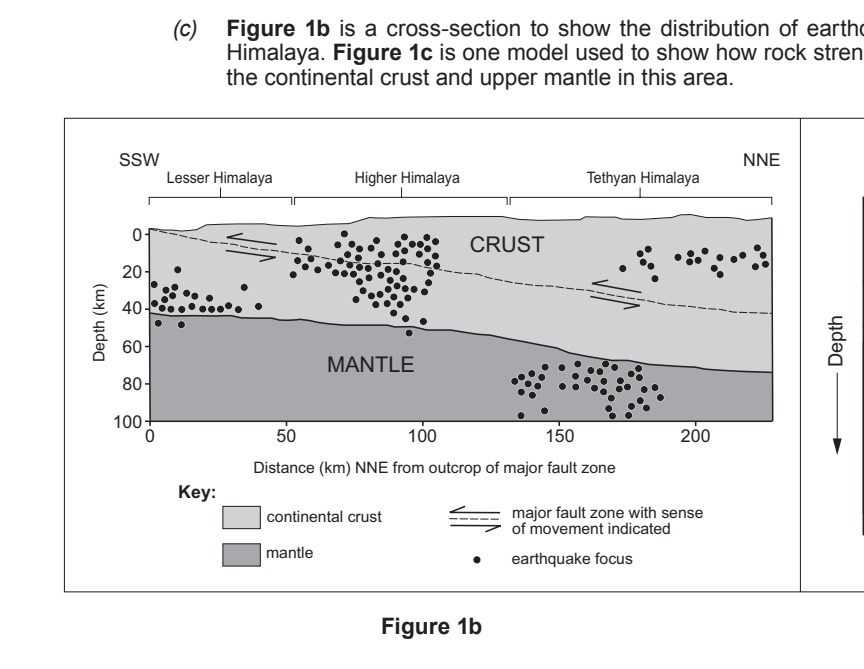 (c) Figure 1b is a cross-section to show the distribution of
Himalaya. Figure 1c is one model used to show how rock
the continental crust and upper mantle in this area.
SSW
NNE
Lesser Himalaya
Higher Himalaya
Tethyan Himalaya
CRUST
MANTLE
Depth (km)
0
20
40
60
80
100
0
50
100
150
200
Distance (km) NNE from outcrop of major fault zone
Depth
Key:
continental crust
mantle
major fault zone with sense
of movement indicated
earthquake focus
Figure 1b